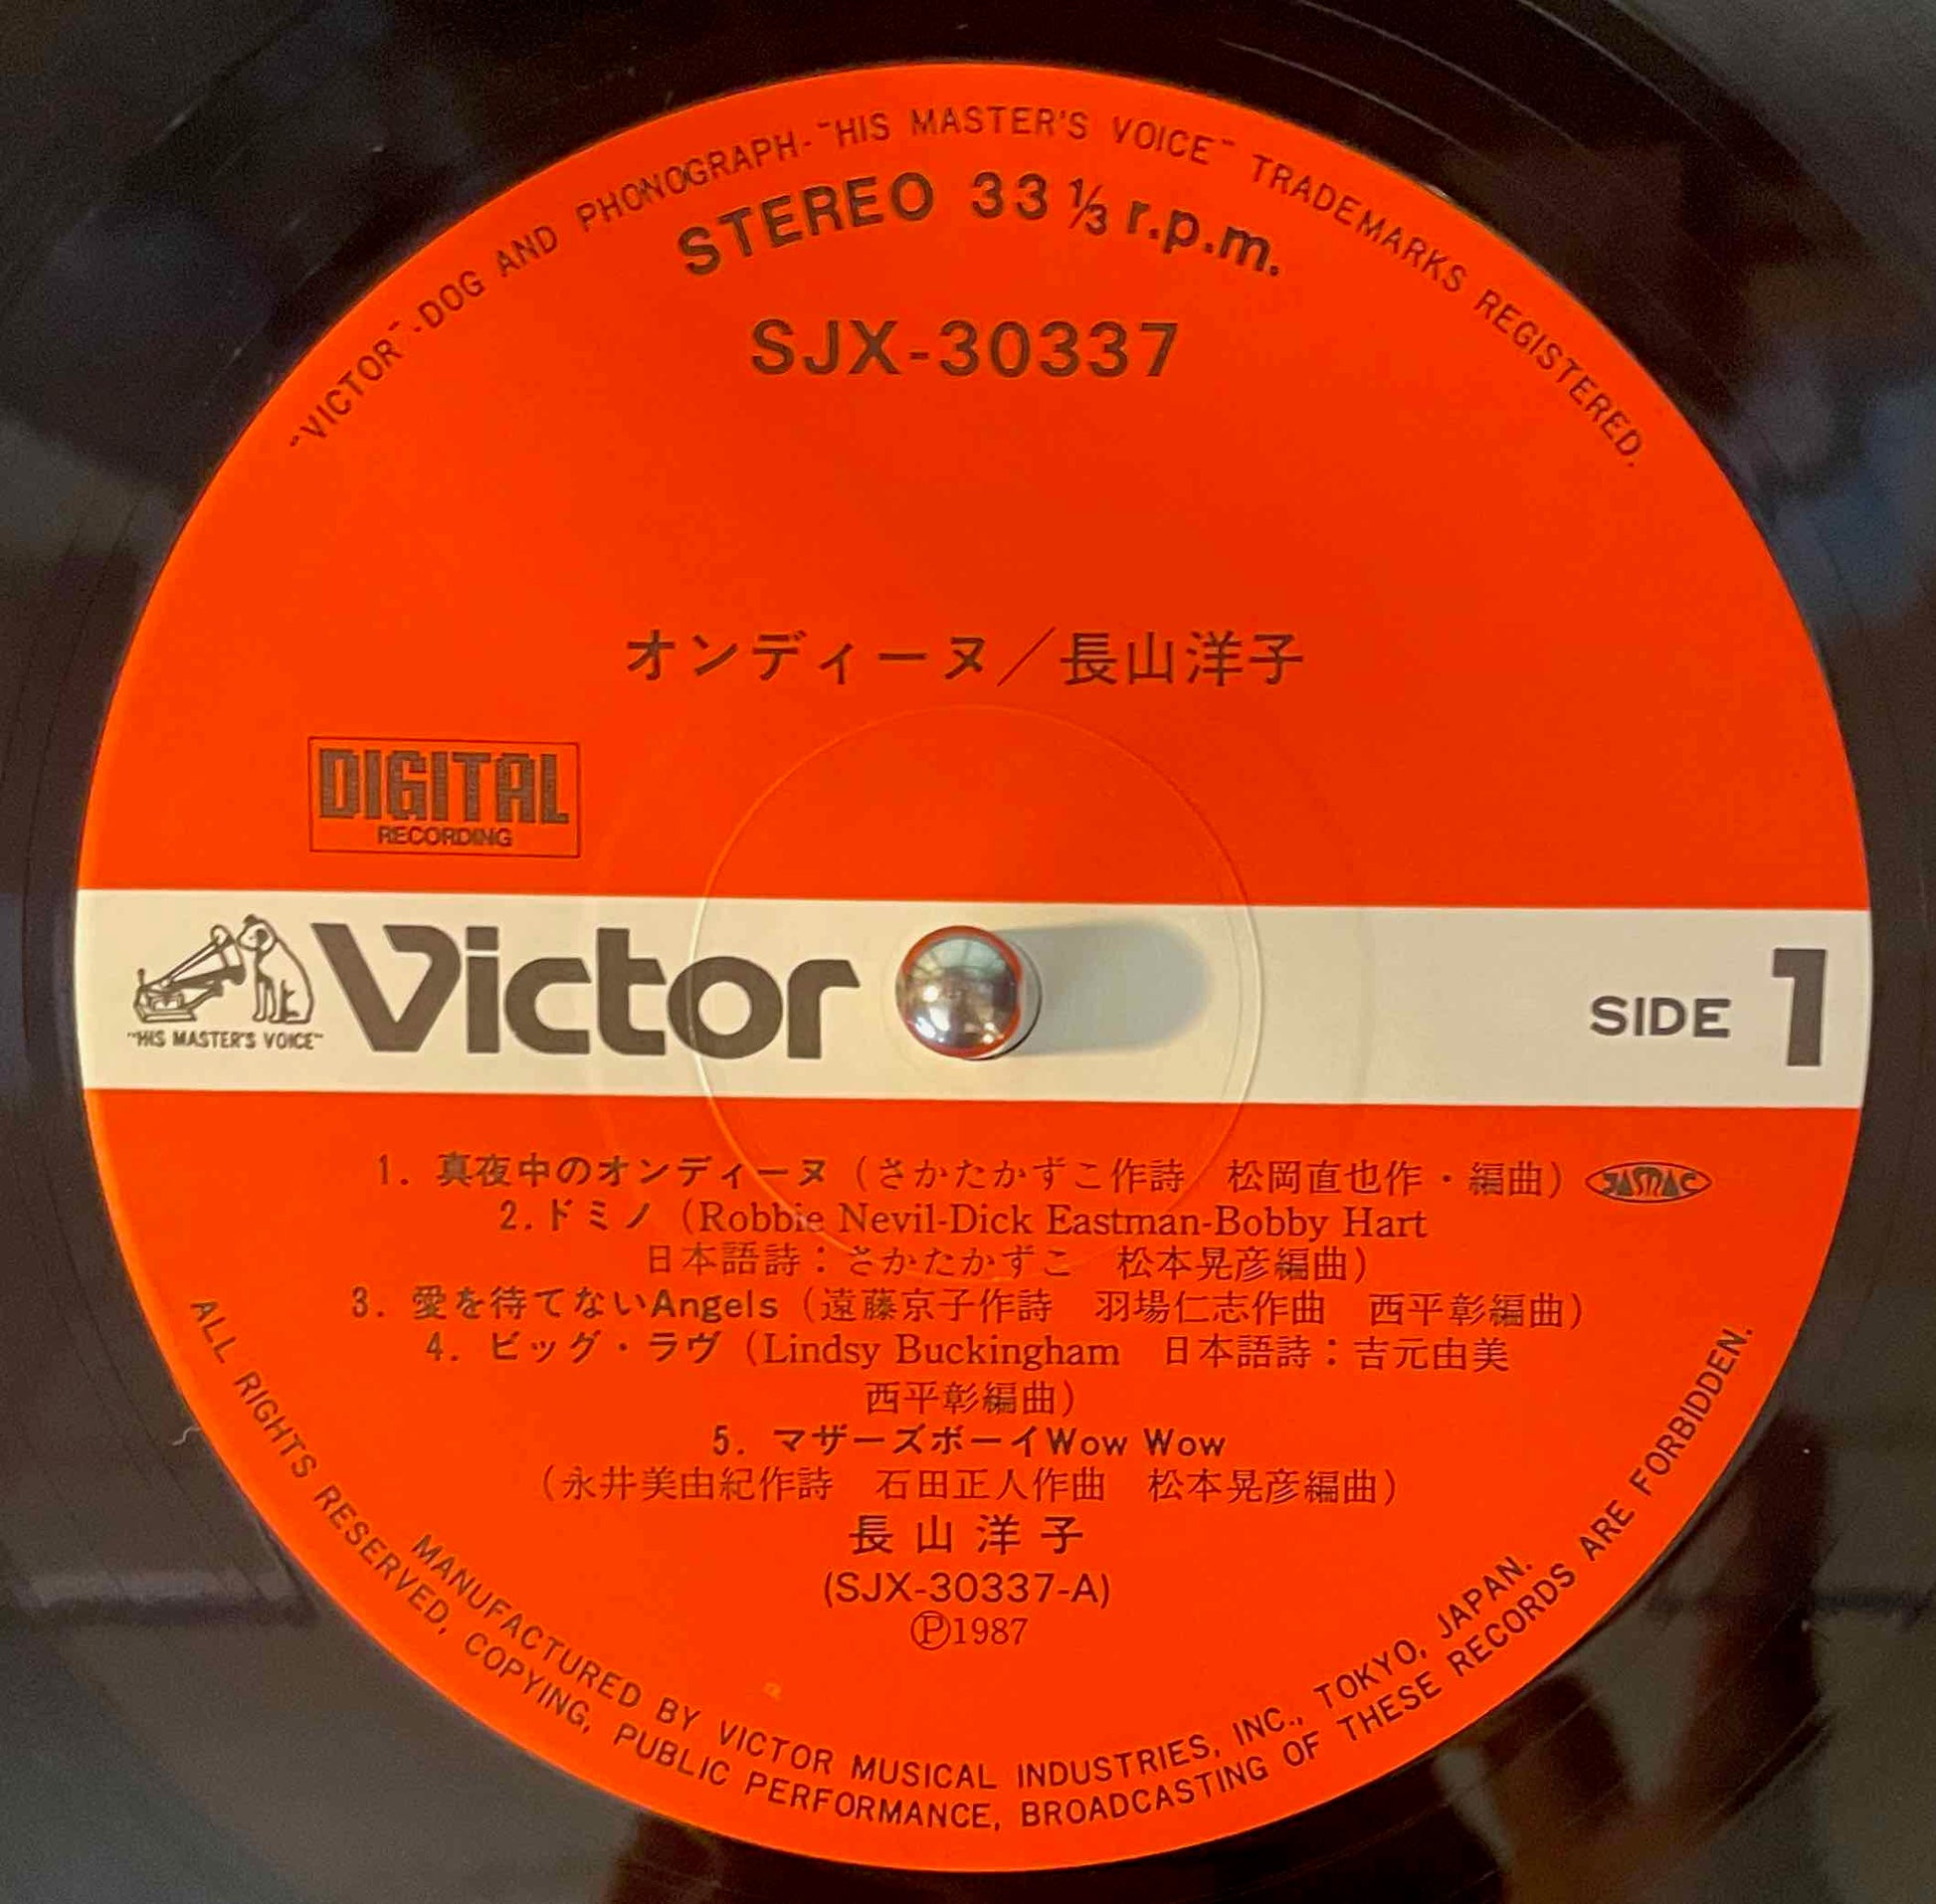 "VICTOR"-DOG AND PHONOGRAPH-"HIS MASTER'S VOICE" TRADEMARKS REGISTERED.
STEREO 33 1/3 r.p.m.
SJX-30337
オンディーヌ／長山洋子
DIGITAL
RECORDING
Victor
"HIS MASTER'S VOICE"
SIDE 1
1. 真夜中のオンディーヌ（さかたかずこ作詩　松岡直也作・編曲） JASRAC
2.ドミノ（Robbie Nevil-Dick Eastman-Bobby Hart
日本語詩：さかたかずこ　松本晃彦編曲）
3. 愛を待てないAngels（遠藤京子作詩　羽場仁志作曲　西平彰編曲）
4. ビッグ・ラヴ（Lindsy Buckingham　日本語詩：吉元由美
西平彰編曲）
5. マザーズボーイWow Wow
（永井美由紀作詩　石田正人作曲　松本晃彦編曲）
長山洋子
(SJX-30337-A)
Ⓟ1987
MANUFACTURED BY VICTOR MUSICAL INDUSTRIES, INC., TOKYO, JAPAN.
ALL RIGHTS RESERVED, COPYING, PUBLIC PERFORMANCE, BROADCASTING OF THESE RECORDS ARE FORBIDDEN.